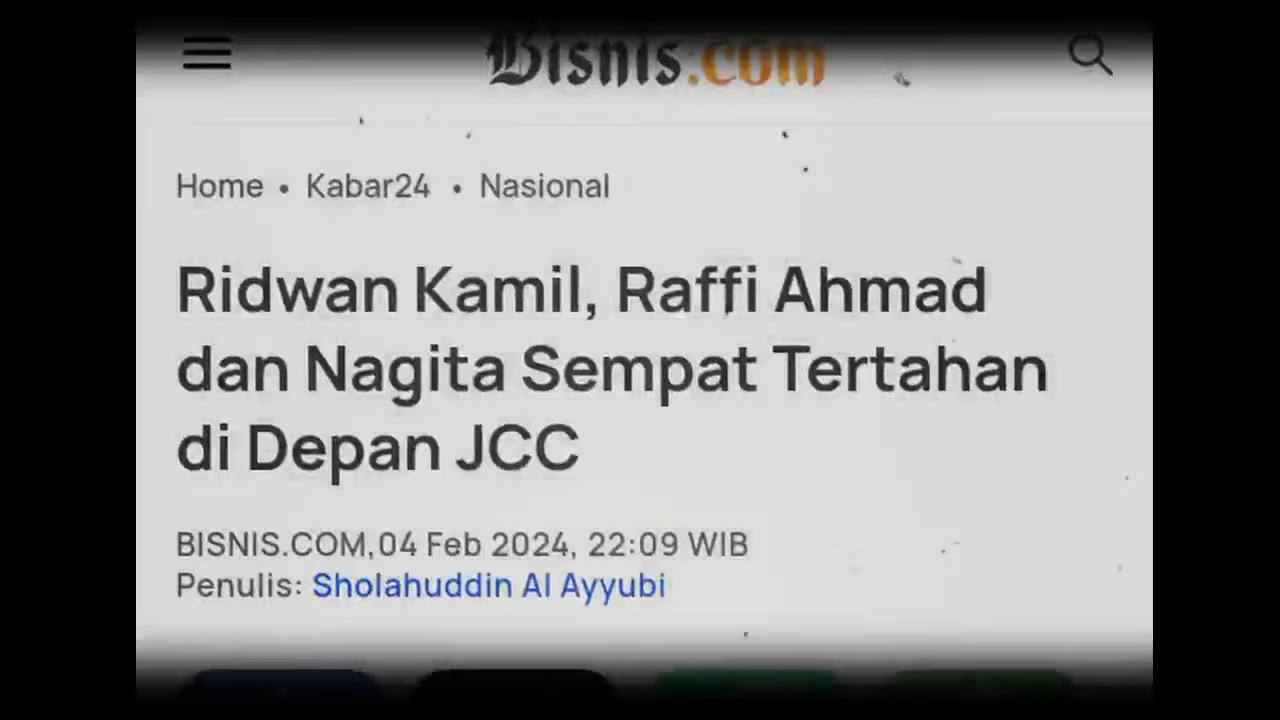 Bisnis.com
Home • Kabar24 • Nasional
Ridwan Kamil, Raffi Ahmad
dan Nagita Sempat Tertahan
di Depan JCC
BISNIS.COM,04 Feb 2024, 22:09 WIB
Penulis: Sholahuddin Al Ayyubi